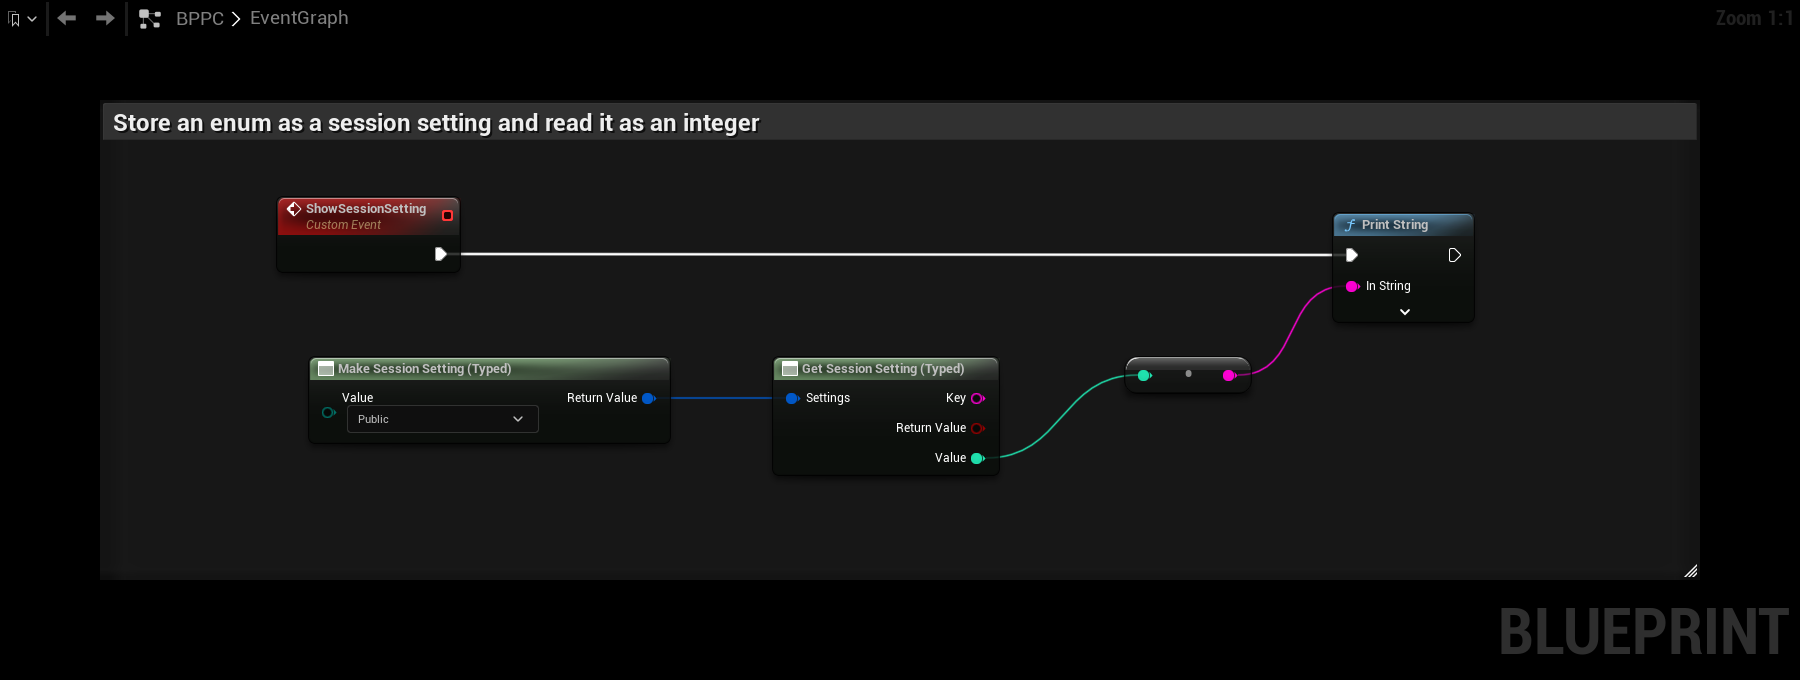 BPPC > EventGraph
Zoom 1:1
Store an enum as a session setting and read it as an integer
ShowSessionSetting
Custom Event
Print String
In String
Make Session Setting (Typed)
Value
Public
Return Value
Get Session Setting (Typed)
Settings
Key
Return Value
Value
BLUEPRINT